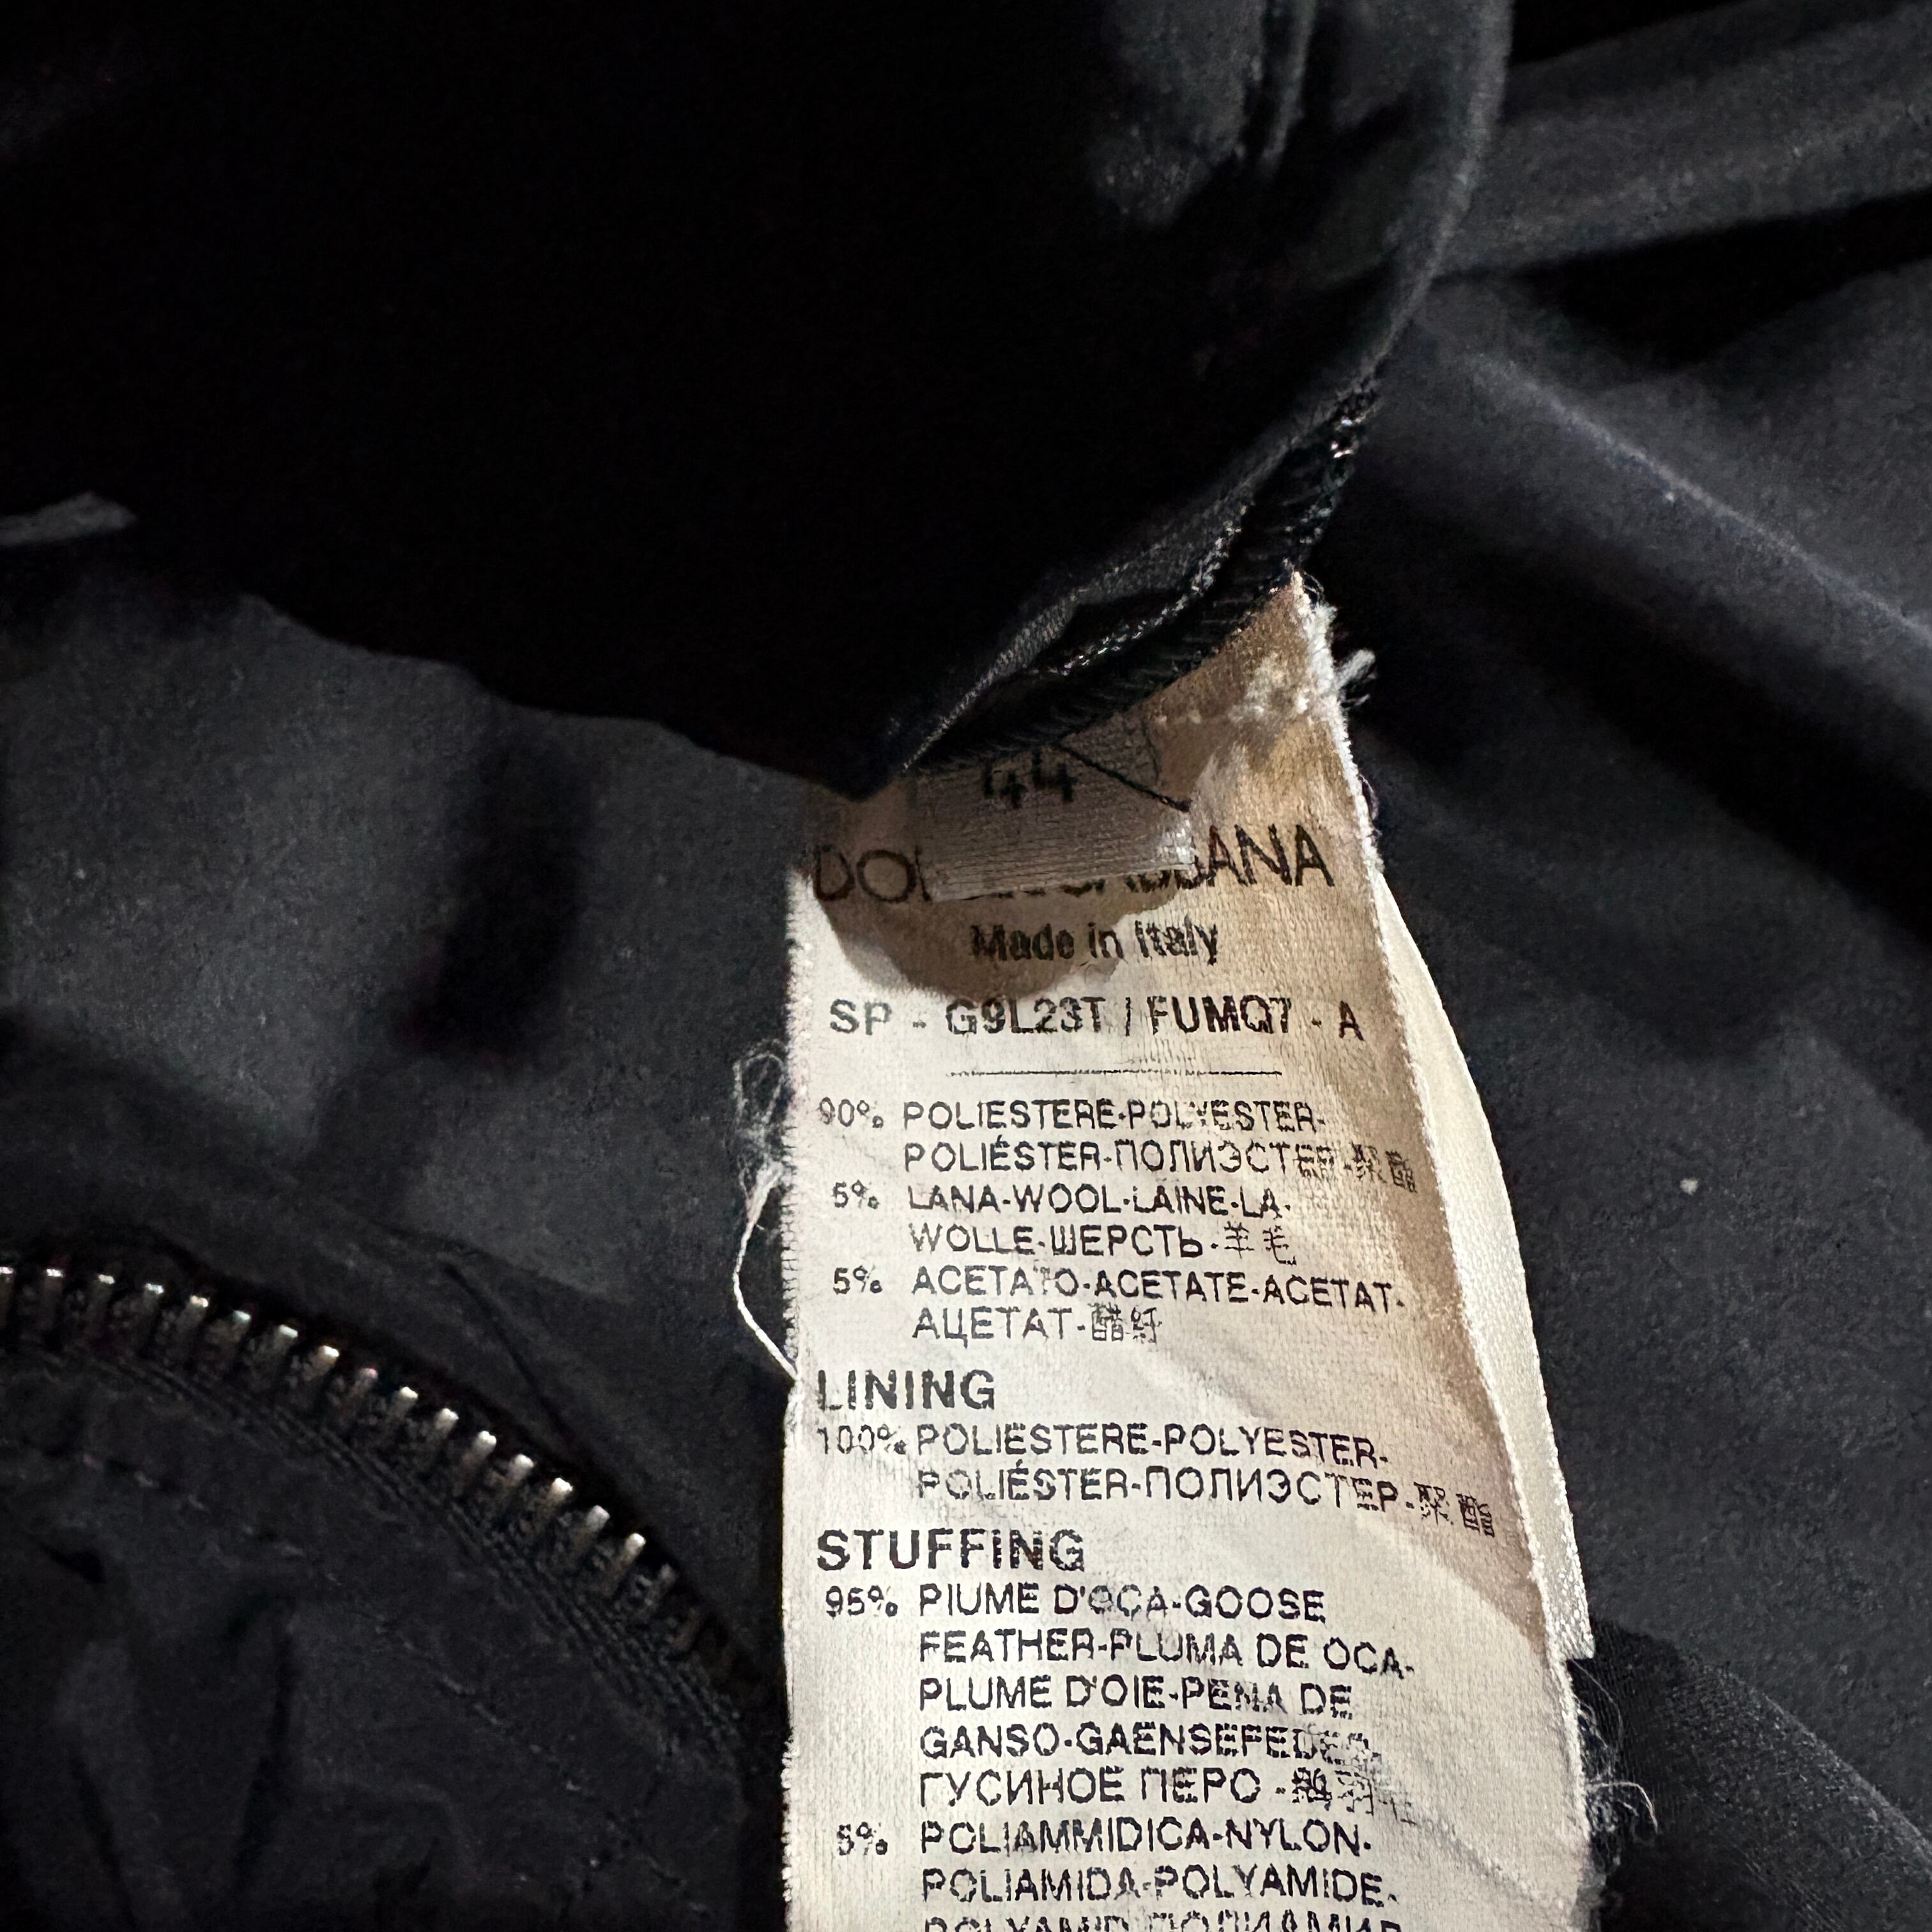 44
Made in Italy
SP - G9L23T / FUMQ7 - A
90% POLIESTERE-POLYESTER-
POLIÉSTER-ПОЛИЭСТЕР-聚酯
5% LANA-WOOL-LAINE-LA-
WOLLE-ШЕРСТЬ-羊毛
5% ACETATO-ACETATE-ACETAT-
АЦЕТАТ-醋纤
LINING
100% POLIESTERE-POLYESTER-
POLIÉSTER-ПОЛИЭСТЕР-聚酯
STUFFING
95% PIUME D'OCA-GOOSE
FEATHER-PLUMA DE OCA-
PLUME D'OIE-PENA DE
GANSO-GAENSEFEDER-
ГУСИНОЕ ПЕРО -
5% POLIAMMIDICA-NYLON-
POLIAMIDA-POLYAMIDE-